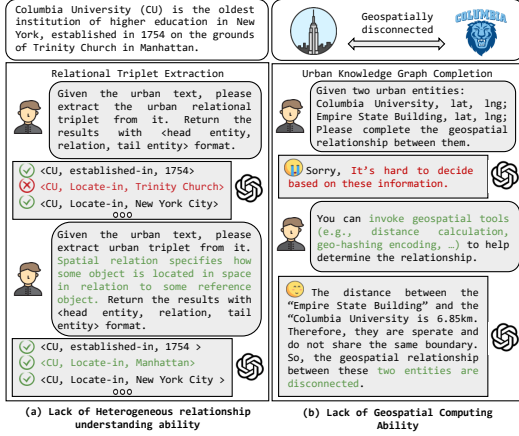 Columbia University (CU) is the oldest
institution of higher education in New
York, established in 1754 on the grounds
of Trinity Church in Manhattan.
Relational Triplet Extraction
Given the urban text, please
extract the urban relational
triplet from it. Return the
results with <head entity,
relation, tail entity> format.
<CU, established-in, 1754>
<CU, Locate-in, Trinity Church>
<CU, Locate-in, New York City>
Given the urban text, please
extract urban triplet from it.
Spatial relation specifies how
some object is located in space
in relation to some reference
object. Return the results with
<head entity, relation, tail
entity> format.
<CU, established-in, 1754 >
<CU, Locate-in, Manhattan>
<CU, Locate-in, New York City >
(a) Lack of Heterogeneous relationship
understanding ability
Geospatially
disconnected
COLUMBIA
Urban Knowledge Graph Completion
Given two urban entities:
Columbia University, lat, lng;
Empire State Building, lat, lng;
Please complete the geospatial
relationship between them.
Sorry, It's hard to decide
based on these information.
You can invoke geospatial tools
(e.g., distance calculation,
geo-hashing encoding, …) to help
determine the relationship.
The distance between the
"Empire State Building" and the
"Columbia University is 6.85km.
Therefore, they are sperate and
do not share the same boundary.
So, the geospatial relationship
between these two entities are
disconnected.
(b) Lack of Geospatial Computing
Ability